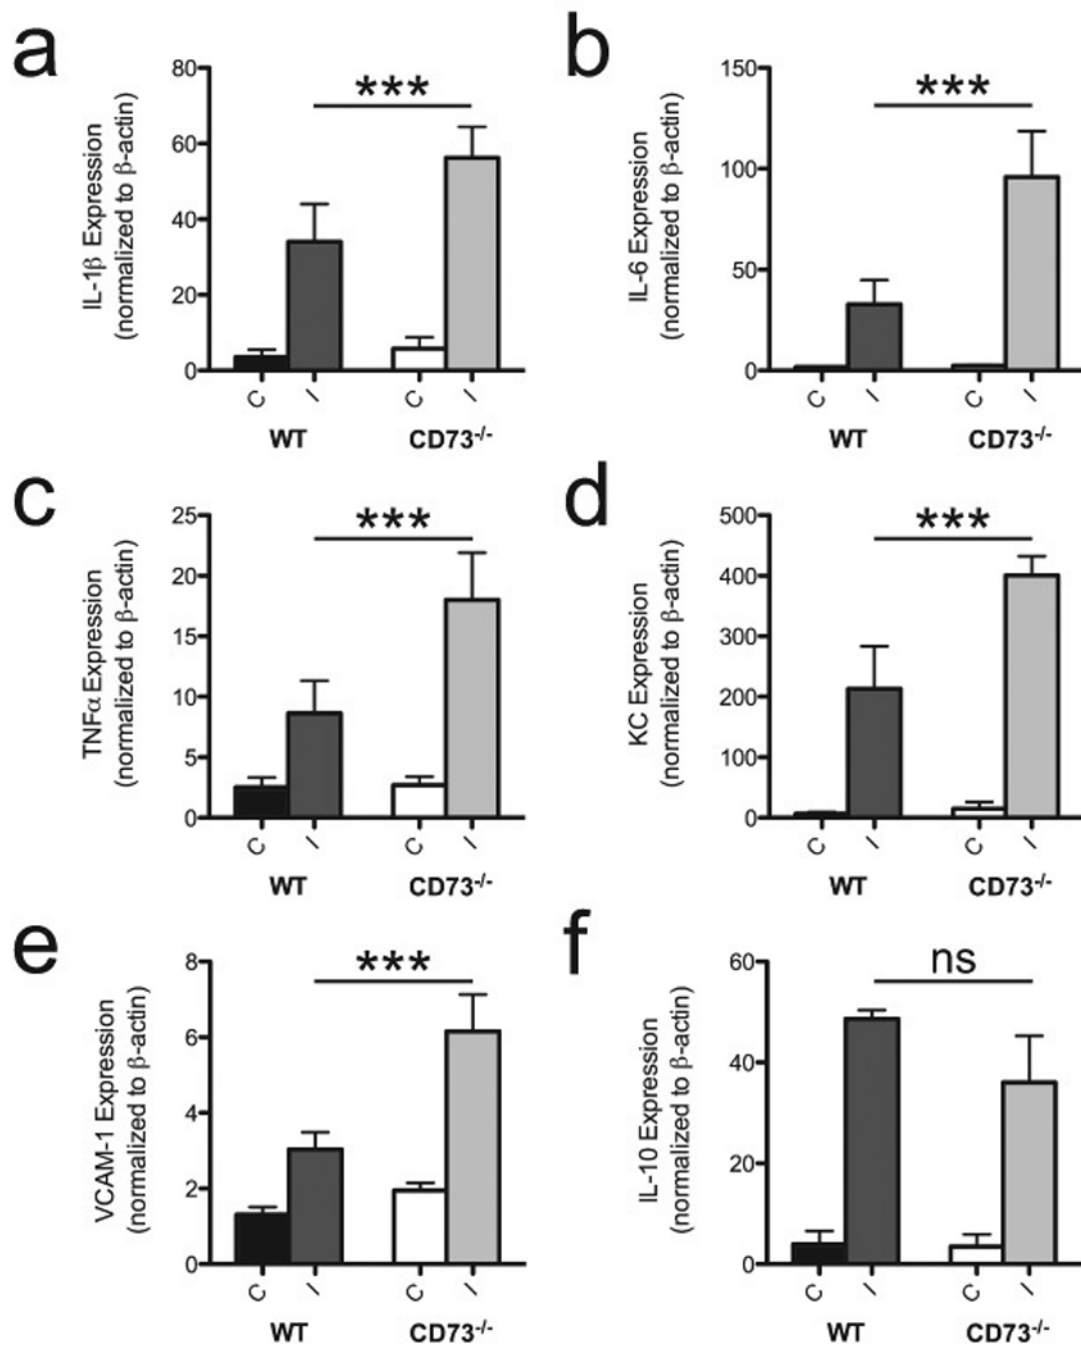 a
IL-1β Expression
(normalized to β-actin)
80
60
40
20
0
***
C
I
C
I
WT
CD73-/-
b
IL-6 Expression
(normalized to β-actin)
150
100
50
0
***
C
I
C
I
WT
CD73-/-
c
TNFα Expression
(normalized to β-actin)
25
20
15
10
5
0
***
C
I
C
I
WT
CD73-/-
d
KC Expression
(normalized to β-actin)
500
400
300
200
100
0
***
C
I
C
I
WT
CD73-/-
e
VCAM-1 Expression
(normalized to β-actin)
8
6
4
2
0
***
C
I
C
I
WT
CD73-/-
f
IL-10 Expression
(normalized to β-actin)
60
40
20
0
ns
C
I
C
I
WT
CD73-/-